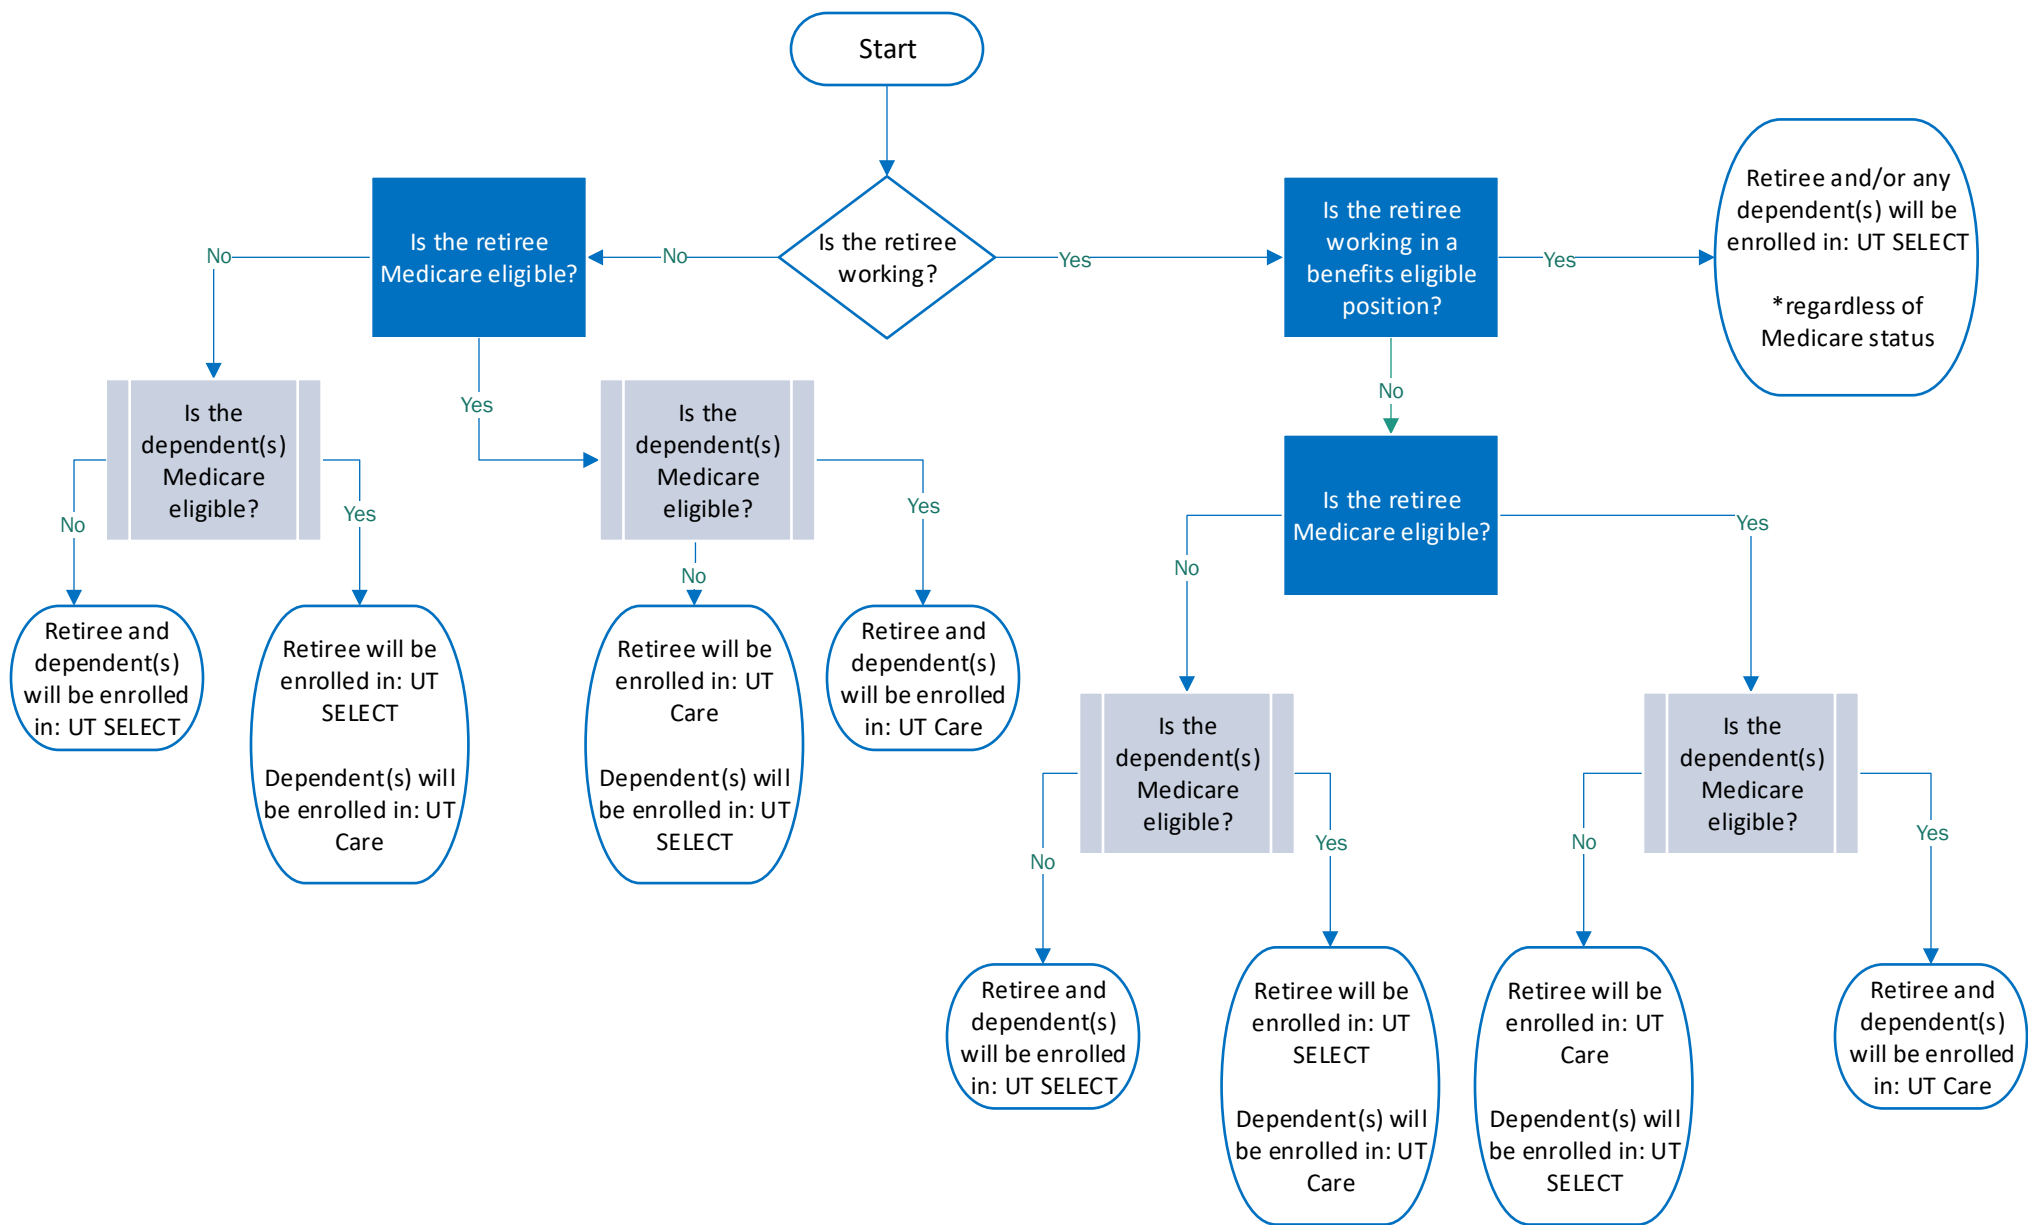 Start
Is the retiree
working?
No
Yes
Is the retiree
Medicare eligible?
No
Yes
Is the
dependent(s)
Medicare
eligible?
No
Yes
Retiree and
dependent(s)
will be enrolled
in: UT SELECT
Retiree will be
enrolled in: UT
SELECT
Dependent(s) will
be enrolled in: UT
Care
Is the
dependent(s)
Medicare
eligible?
No
Yes
Retiree will be
enrolled in: UT
Care
Dependent(s) will
be enrolled in: UT
SELECT
Retiree and
dependent(s)
will be enrolled
in: UT Care
Is the retiree
working in a
benefits eligible
position?
Yes
No
Retiree and/or any
dependent(s) will be
enrolled in: UT SELECT
*regardless of
Medicare status
Is the retiree
Medicare eligible?
No
Yes
Is the
dependent(s)
Medicare
eligible?
No
Yes
Retiree and
dependent(s)
will be enrolled
in: UT SELECT
Retiree will be
enrolled in: UT
SELECT
Dependent(s) will
be enrolled in: UT
Care
Is the
dependent(s)
Medicare
eligible?
No
Yes
Retiree will be
enrolled in: UT
Care
Dependent(s) will
be enrolled in: UT
SELECT
Retiree and
dependent(s)
will be enrolled
in: UT Care